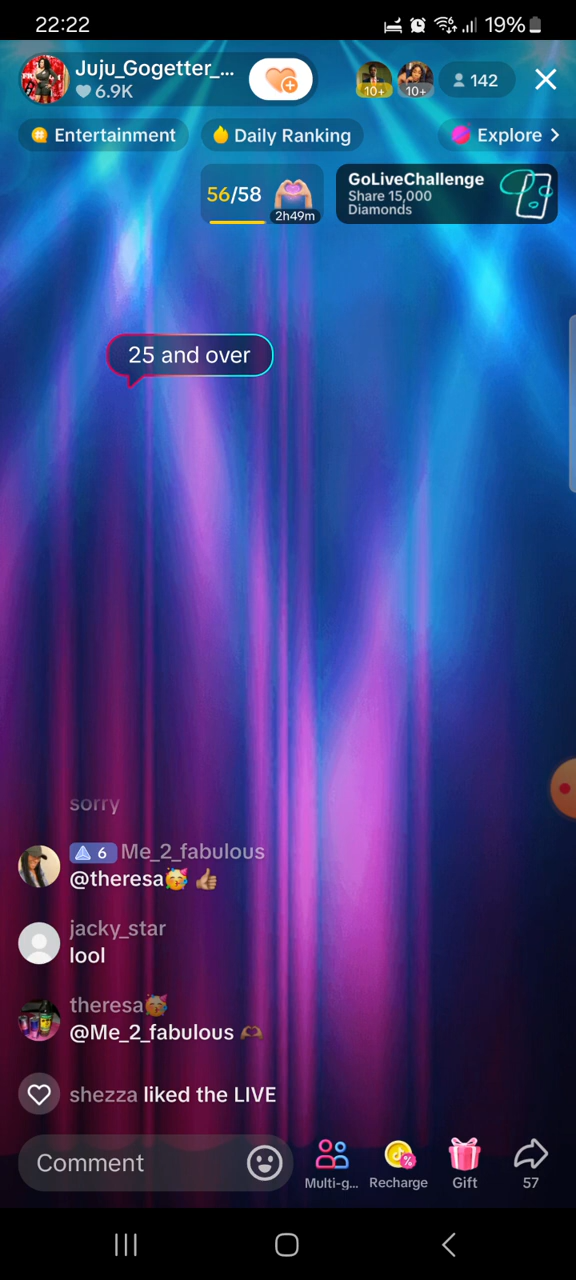 22:22
19%
Juju_Gogetter_...
6.9K
10+
10+
142
Entertainment
Daily Ranking
Explore
56/58
2h49m
GoLiveChallenge
Share 15,000
Diamonds
25 and over
sorry
6 Me_2_fabulous
@theresa🥳 👍🏽
jacky_star
lool
theresa🥳
@Me_2_fabulous 🫶🏽
shezza liked the LIVE
Comment
Multi-g...
Recharge
Gift
57